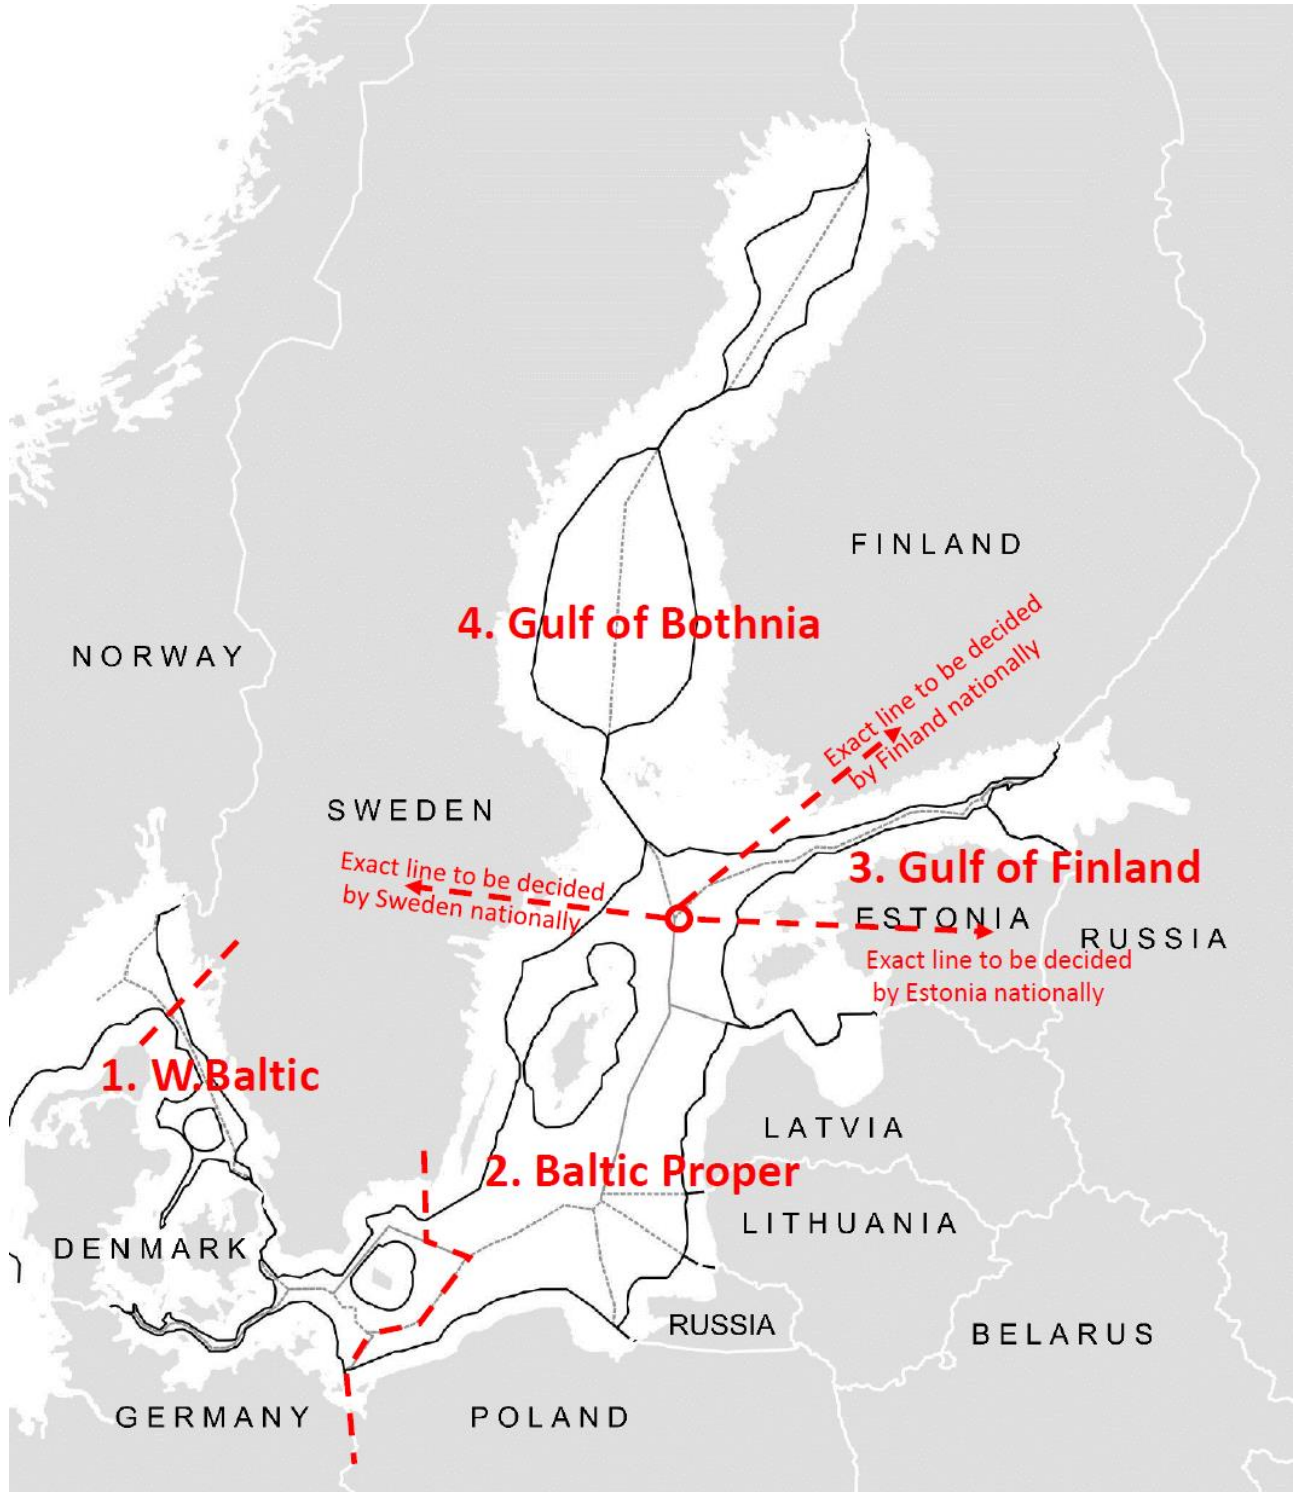 FINLAND
4. Gulf of Bothnia
NORWAY
Exact line to be decided
by Finland nationally
SWEDEN
Exact line to be decided
by Sweden nationally
3. Gulf of Finland
ESTONIA
RUSSIA
Exact line to be decided
by Estonia nationally
1. W.Baltic
LATVIA
2. Baltic Proper
LITHUANIA
DENMARK
RUSSIA
BELARUS
GERMANY
POLAND